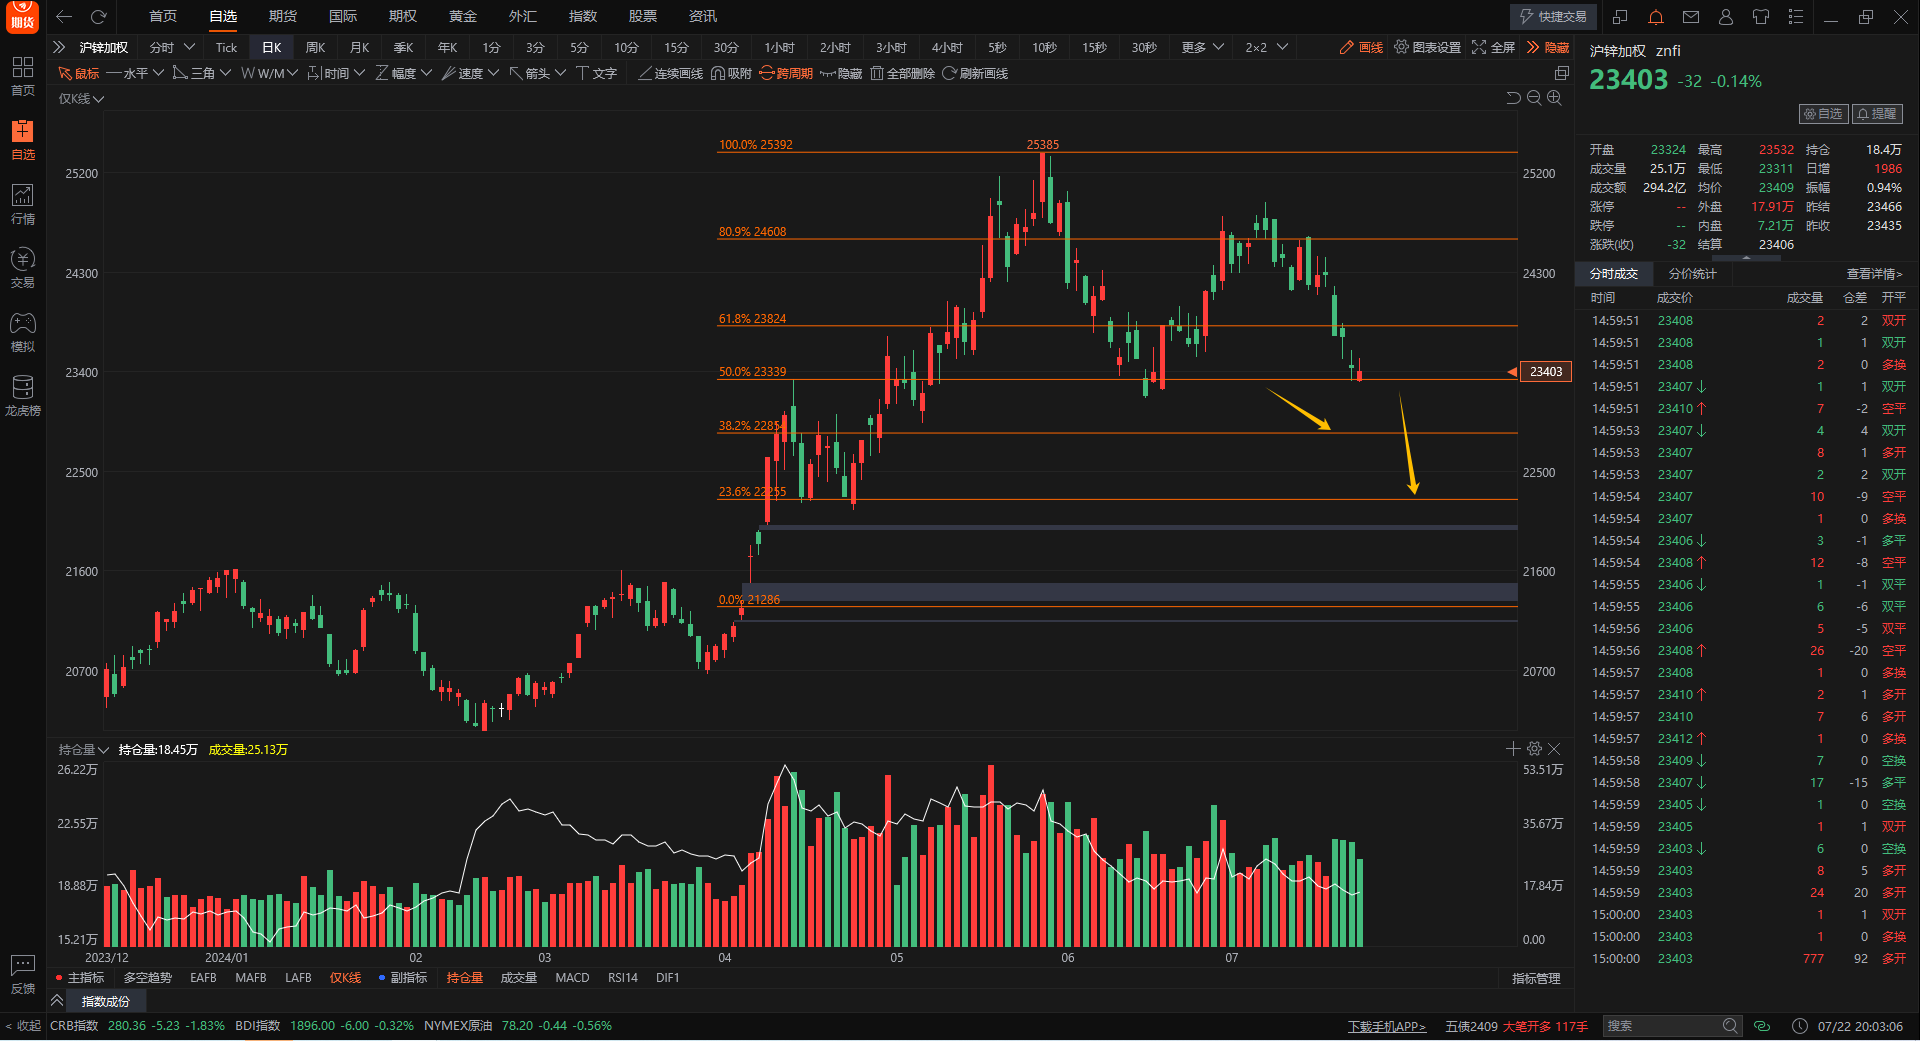 期货
首页 自选 期货 国际 期权 黄金 外汇 指数 股票 资讯
快捷交易
沪锌加权 分时 Tick 日K 周K 月K 季K 年K 1分 3分 5分 10分 15分 30分 1小时 2小时 3小时 4小时 5秒 10秒 15秒 30秒 更多 2×2 画线 图表设置 全屏 隐藏
鼠标 水平 三角 W/M 时间 幅度 速度 箭头 文字 连续画线 吸附 跨周期 隐藏 全部删除 刷新画线
首页
自选
行情
交易
模拟
龙虎榜
反馈
< 收起
仅K线
100.0% 25392
25385
80.9% 24608
61.8% 23824
50.0% 23339
38.2% 22854
23.6% 22255
0.0% 21286
25200 25200
24300 24300
23400 23403
22500 22500
21600 21600
20700 20700
持仓量 持仓量:18.45万 成交量:25.13万
26.22万 53.51万
22.55万 35.67万
18.88万 17.84万
15.21万 0.00
2023/12 2024/01 02 03 04 05 06 07
主指标 多空趋势 EAFB MAFB LAFB 仅K线 副指标 持仓量 成交量 MACD RSI14 DIF1 指标管理
指数成份
CRB指数 280.36 -5.23 -1.83% BDI指数 1896.00 -6.00 -0.32% NYMEX原油 78.20 -0.44 -0.56%
下载手机APP> 五债2409 大笔开多 117手 搜索 07/22 20:03:06
沪锌加权 znfi
23403 -32 -0.14%
自选 提醒
开盘 23324 最高 23532 持仓 18.4万
成交量 25.1万 最低 23311 日增 1986
成交额 294.2亿 均价 23409 振幅 0.94%
涨停 -- 外盘 17.91万 昨结 23466
跌停 -- 内盘 7.21万 昨收 23435
涨跌(收) -32 结算 23406
分时成交 分价统计 查看详情>
时间 成交价 成交量 仓差 开平
14:59:51 23408 2 2 双开
14:59:51 23408 1 1 双开
14:59:51 23408 2 0 多换
14:59:51 23407↓ 1 1 双开
14:59:51 23410↑ 7 -2 空平
14:59:53 23407↓ 4 4 双开
14:59:53 23407 8 1 多开
14:59:53 23407 2 2 双开
14:59:54 23407 10 -9 空平
14:59:54 23407 1 0 多换
14:59:54 23406↓ 3 -1 多平
14:59:54 23408↑ 12 -8 空平
14:59:55 23406↓ 1 -1 双平
14:59:55 23406 6 -6 双平
14:59:56 23406 5 -5 双平
14:59:56 23408↑ 26 -20 空平
14:59:57 23408 1 0 多换
14:59:57 23410↑ 2 1 多开
14:59:57 23410 7 6 多开
14:59:57 23412↑ 1 0 多换
14:59:58 23409↓ 7 0 空换
14:59:58 23407↓ 17 -15 多平
14:59:59 23405↓ 1 0 空换
14:59:59 23405 1 1 双开
14:59:59 23403↓ 6 0 空换
14:59:59 23403 8 5 多开
14:59:59 23403 24 20 多开
15:00:00 23403 1 1 双开
15:00:00 23403 1 0 多换
15:00:00 23403 777 92 多开